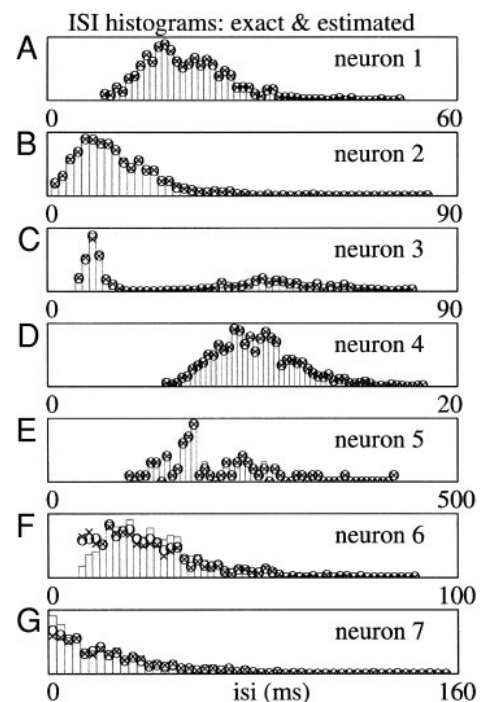 ISI histograms: exact & estimated
A neuron 1
0 60
B neuron 2
0 90
C neuron 3
0 90
D neuron 4
0 20
E neuron 5
0 500
F neuron 6
0 100
G neuron 7
0 isi (ms) 160